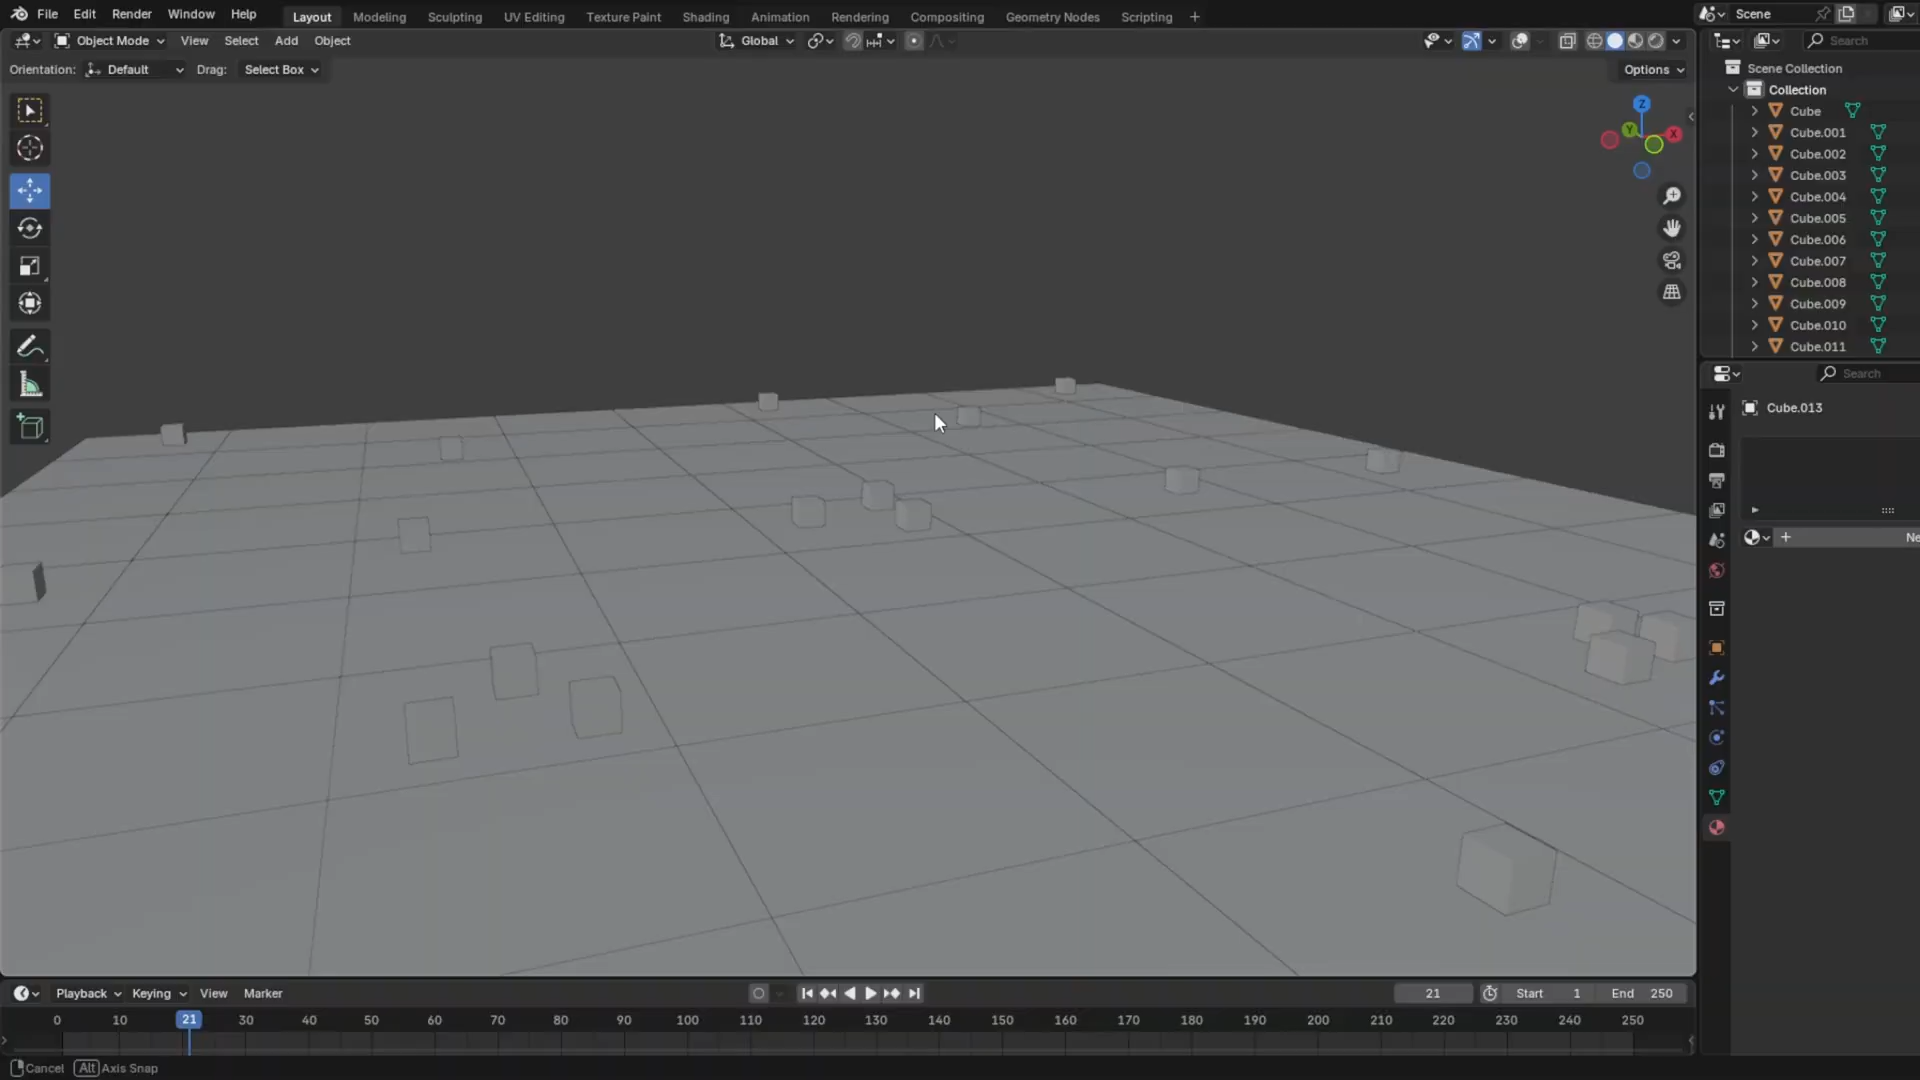 File Edit Render Window Help Layout Modeling Sculpting UV Editing Texture Paint Shading Animation Rendering Compositing Geometry Nodes Scripting + Scene
Object Mode View Select Add Object Global Search
Orientation: Default Drag: Select Box Options
Scene Collection
Collection
Cube
Cube.001
Cube.002
Cube.003
Cube.004
Cube.005
Cube.006
Cube.007
Cube.008
Cube.009
Cube.010
Cube.011
Z
Y
X
Search
Cube.013
+ Ne
Playback Keying View Marker 21 Start 1 End 250
0 10 21 30 40 50 60 70 80 90 100 110 120 130 140 150 160 170 180 190 200 210 220 230 240 250
Cancel Alt Axis Snap